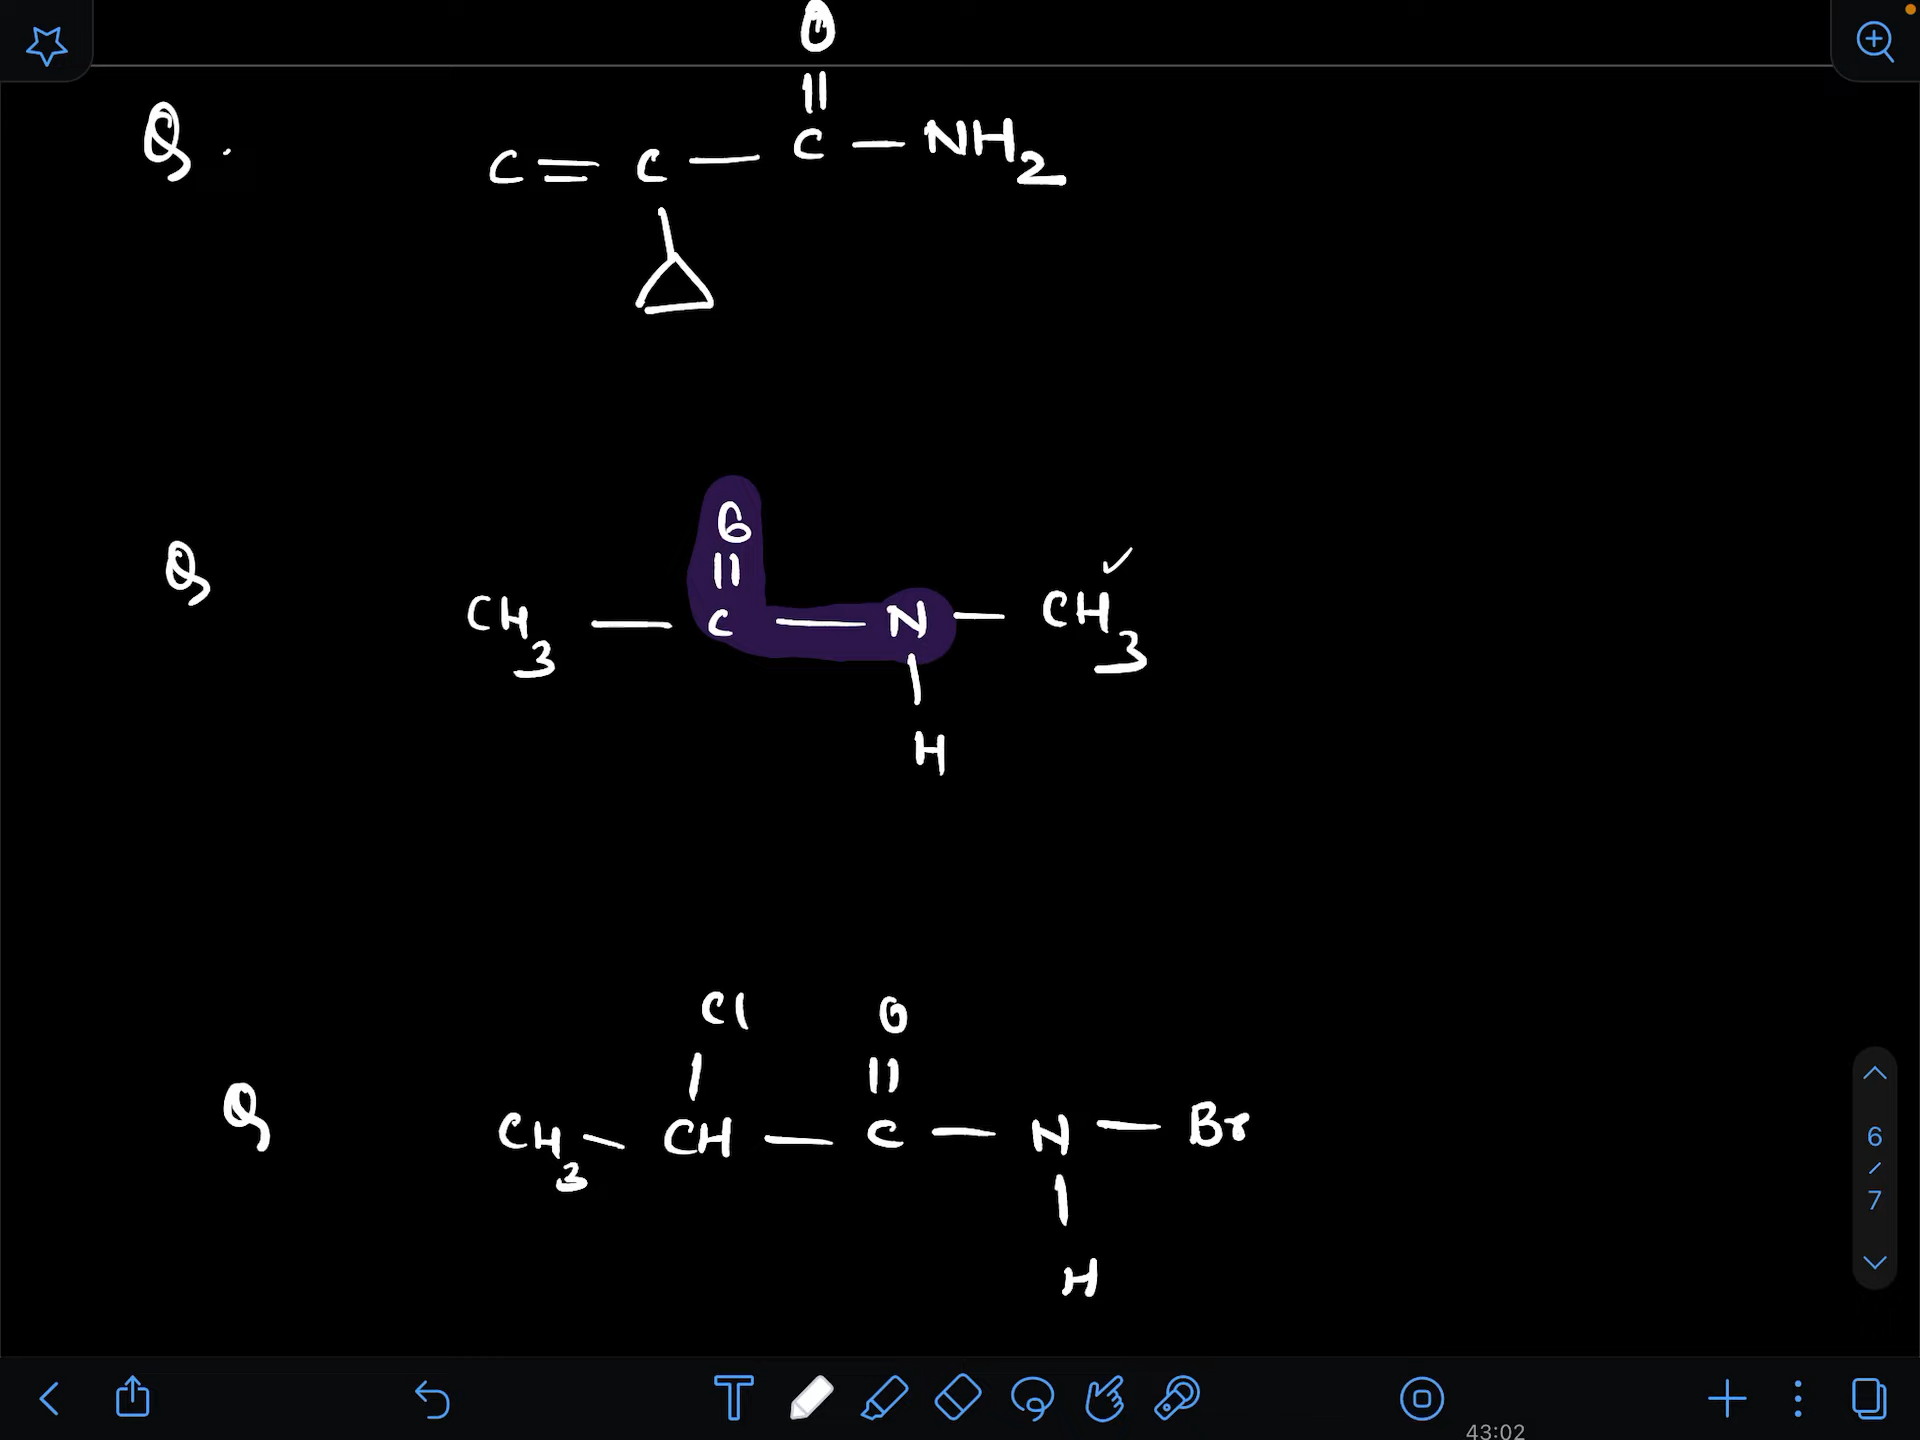 O
||
Q. C = C — C — NH2
O
||
Q CH3 — C — N — CH3 ✓
|
H
Cl O
| ||
Q CH3 — CH — C — N — Br
|
H
6
/
7
T
43:02